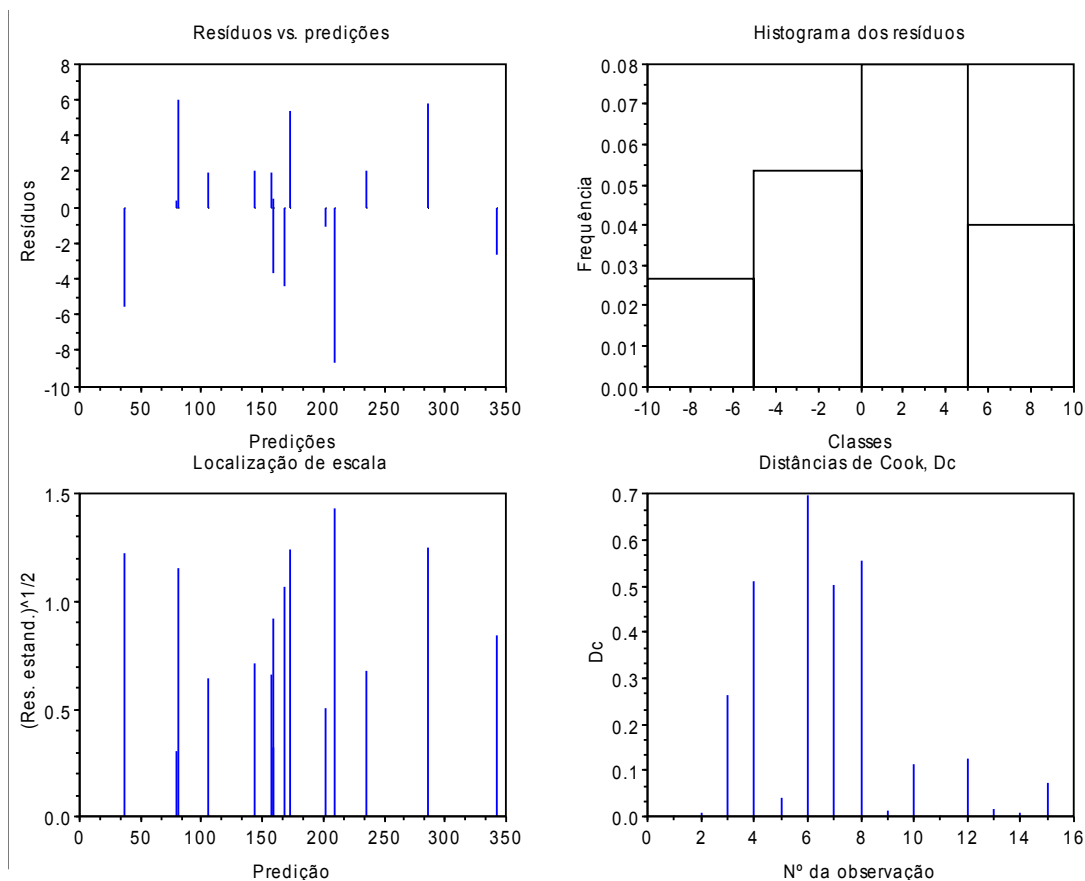 Resíduos vs. predições
8
6
4
2
0
-2
-4
-6
-8
-10
Resíduos
0 50 100 150 200 250 300 350
Predições
Histograma dos resíduos
0.08
0.07
0.06
0.05
0.04
0.03
0.02
0.01
0.00
Frequência
-10 -8 -6 -4 -2 0 2 4 6 8 10
Classes
Localização de escala
1.5
1.0
0.5
0.0
(Res. estand.)^1/2
0 50 100 150 200 250 300 350
Predição
Distâncias de Cook, Dc
0.7
0.6
0.5
0.4
0.3
0.2
0.1
0.0
Dc
0 2 4 6 8 10 12 14 16
Nº da observação